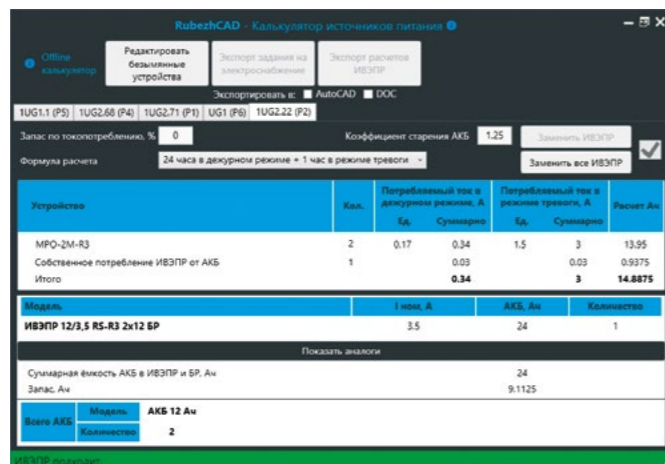 RubezhCAD - Калькулятор источников питания
Offline калькулятор
Редактировать безымянные устройства
Экспорт задания на электроснабжение
Экспорт расчетов ИВЭПР
Экспортировать в: AutoCAD DOC
1UG1.1 (P5) 1UG2.68 (P4) 1UG2.71 (P1) UG1 (P6) 1UG2.22 (P2)
Запас по токопотреблению, % 0 Коэффициент старения АКБ 1.25 Заменить ИВЭПР
Формула расчета 24 часа в дежурном режиме + 1 час в режиме тревоги Заменить все ИВЭПР
Устройство Кол. Потребляемый ток в дежурном режиме, А Потребляемый ток в режиме тревоги, А Расчет Ач
Ед. Суммарно Ед. Суммарно
МРО-2М-R3 2 0.17 0.34 1.5 3 13.95
Собственное потребление ИВЭПР от АКБ 1 0.03 0.03 0.9375
Итого 0.34 3 14.8875
Модель I ном, А АКБ, Ач Количество
ИВЭПР 12/3,5 RS-R3 2x12 БР 3.5 24 1
Показать аналоги
Суммарная ёмкость АКБ в ИВЭПР и БР, Ач 24
Запас, Ач 9.1125
Всего АКБ
Модель АКБ 12 Ач
Количество 2
ИВЭПР подходит